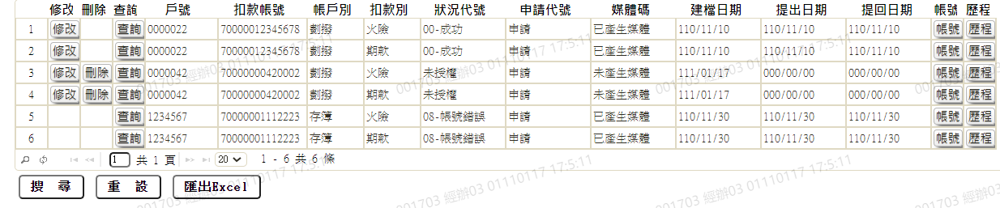 修改 刪除 查詢 戶號 扣款帳號 帳戶別 扣款別 狀況代號 申請代號 媒體碼 建檔日期 提出日期 提回日期 帳號 歷程
1 修改 查詢 0000022 70000012345678 劃撥 火險 00-成功 申請 已產生媒體 110/11/10 110/11/10 110/11/10 帳號 歷程
2 修改 查詢 0000022 70000012345678 劃撥 期款 00-成功 申請 已產生媒體 110/11/10 110/11/10 110/11/10 帳號 歷程
3 修改 刪除 查詢 0000042 70000000420002 劃撥 火險 未授權 申請 未產生媒體 111/01/17 000/00/00 000/00/00 帳號 歷程
4 修改 刪除 查詢 0000042 70000000420002 劃撥 期款 未授權 申請 未產生媒體 111/01/17 000/00/00 000/00/00 帳號 歷程
5 查詢 1234567 70000001112223 存簿 火險 08-帳號錯誤 申請 已產生媒體 110/11/30 110/11/30 110/11/30 帳號 歷程
6 查詢 1234567 70000001112223 存簿 期款 08-帳號錯誤 申請 已產生媒體 110/11/30 110/11/30 110/11/30 帳號 歷程
1 共 1 頁 20 1 - 6 共 6 條
搜 尋 重 設 匯出Excel
001703 經辦03 01110117 17:5:11
001703 經辦03 01110117 17:5:11